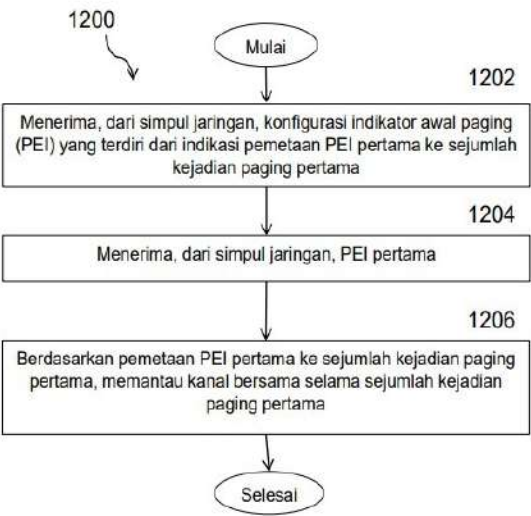 1200
Mulai
1202
Menerima, dari simpul jaringan, konfigurasi indikator awal paging
(PEI) yang terdiri dari indikasi pemetaan PEI pertama ke sejumlah
kejadian paging pertama
1204
Menerima, dari simpul jaringan, PEI pertama
1206
Berdasarkan pemetaan PEI pertama ke sejumlah kejadian paging
pertama, memantau kanal bersama selama sejumlah kejadian
paging pertama
Selesai